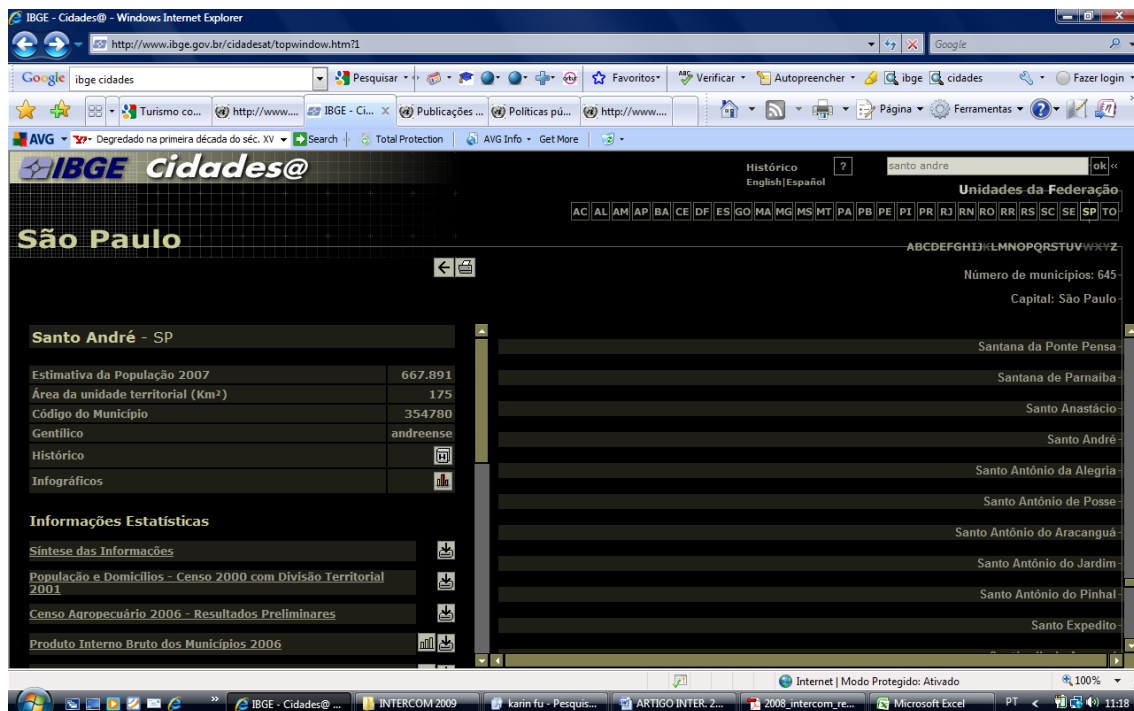 IBGE - Cidades@ - Windows Internet Explorer
http://www.ibge.gov.br/cidadesat/topwindow.htm?1
Google
Google ibge cidades Pesquisar Favoritos Verificar Autopreencher ibge cidades Fazer login
Turismo co... http://www.... IBGE - Ci... Publicações ... Políticas pú... http://www.... Página Ferramentas
AVG Degredado na primeira década do séc. XV Search Total Protection AVG Info Get More
IBGE cidades@
Histórico ? santo andre ok
English|Español
Unidades da Federação
AC AL AM AP BA CE DF ES GO MA MG MS MT PA PB PE PI PR RJ RN RO RR RS SC SE SP TO
São Paulo
ABCDEFGHIJKLMNOPQRSTUVWXYZ
Número de municípios: 645
Capital: São Paulo
Santo André - SP
Estimativa da População 2007 667.891
Área da unidade territorial (Km²) 175
Código do Município 354780
Gentílico andreense
Histórico
Infográficos
Informações Estatísticas
Síntese das Informações
População e Domicílios - Censo 2000 com Divisão Territorial
2001
Censo Agropecuário 2006 - Resultados Preliminares
Produto Interno Bruto dos Municípios 2006
Santana da Ponte Pensa
Santana de Parnaíba
Santo Anastácio
Santo André
Santo Antônio da Alegria
Santo Antônio de Posse
Santo Antônio do Aracanguá
Santo Antônio do Jardim
Santo Antônio do Pinhal
Santo Expedito
Internet | Modo Protegido: Ativado 100%
IBGE - Cidades@ ... INTERCOM 2009 karin fu - Pesquis... ARTIGO INTER. 2... 2008_intercom_re... Microsoft Excel PT 11:18